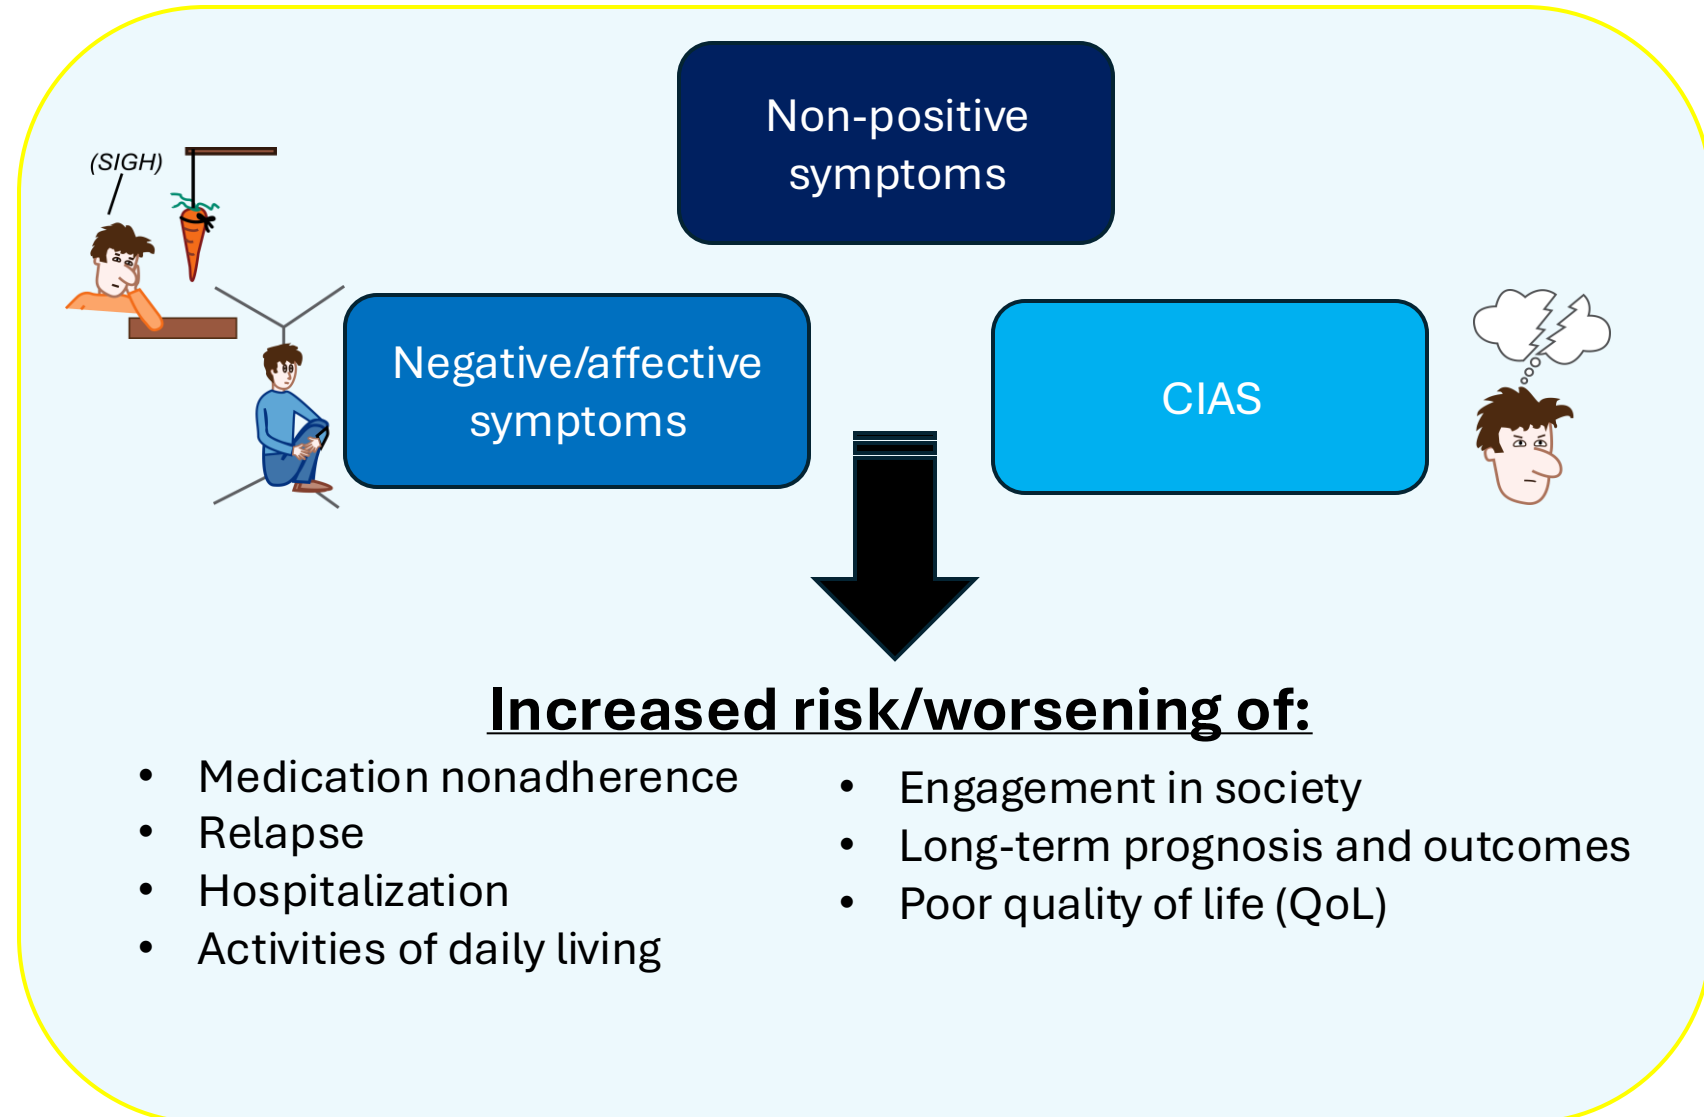 Non-positive
symptoms
(SIGH)
Negative/affective
symptoms
CIAS
Increased risk/worsening of:
• Medication nonadherence
• Relapse
• Hospitalization
• Activities of daily living
• Engagement in society
• Long-term prognosis and outcomes
• Poor quality of life (QoL)